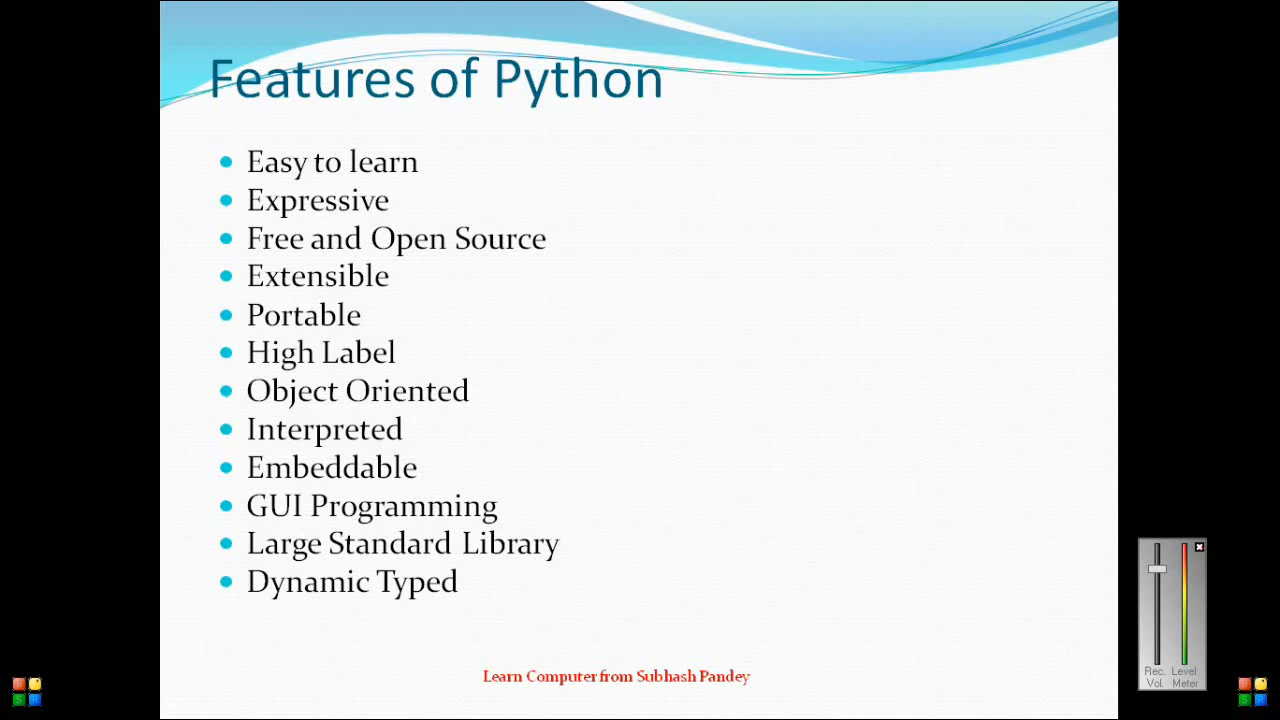 Features of Python
Easy to learn
Expressive
Free and Open Source
Extensible
Portable
High Label
Object Oriented
Interpreted
Embeddable
GUI Programming
Large Standard Library
Dynamic Typed
Learn Computer from Subhash Pandey
Rec. Level
Vol. Meter